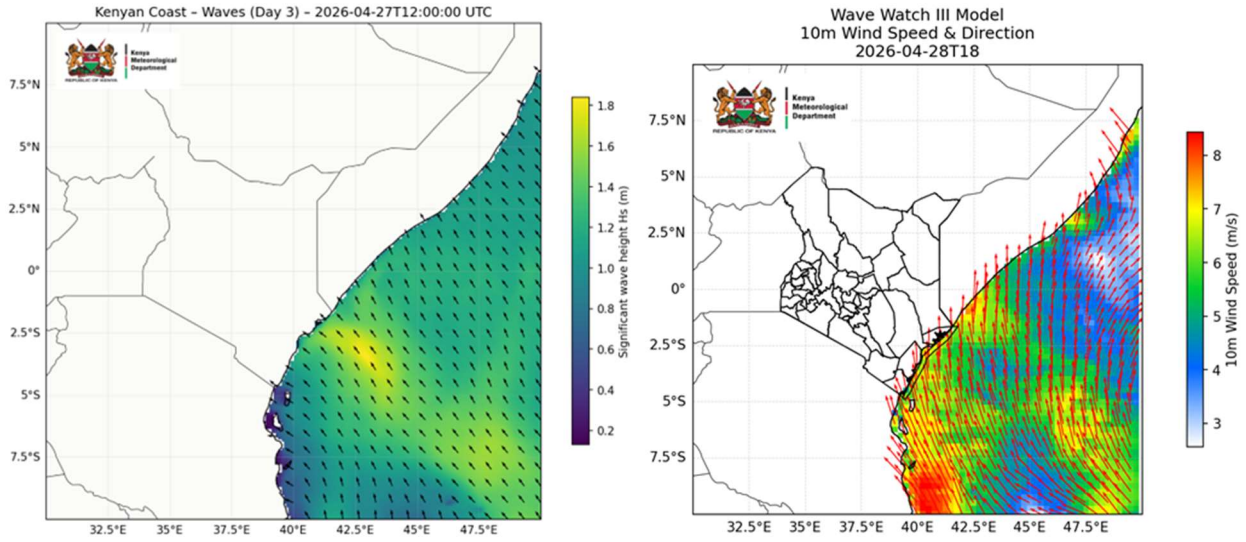 Kenyan Coast – Waves (Day 3) – 2026-04-27T12:00:00 UTC
Kenya
Meteorological
Department
REPUBLIC OF KENYA
7.5°N
5°N
2.5°N
0°
2.5°S
5°S
7.5°S
32.5°E
35°E
37.5°E
40°E
42.5°E
45°E
47.5°E
1.8
1.6
1.4
1.2
1.0
0.8
0.6
0.4
0.2
Significant wave height Hs (m)
Wave Watch III Model
10m Wind Speed & Direction
2026-04-28T18
Kenya
Meteorological
Department
REPUBLIC OF KENYA
7.5°N
5°N
2.5°N
0°
2.5°S
5°S
7.5°S
32.5°E
35°E
37.5°E
40°E
42.5°E
45°E
47.5°E
8
7
6
5
4
3
10m Wind Speed (m/s)